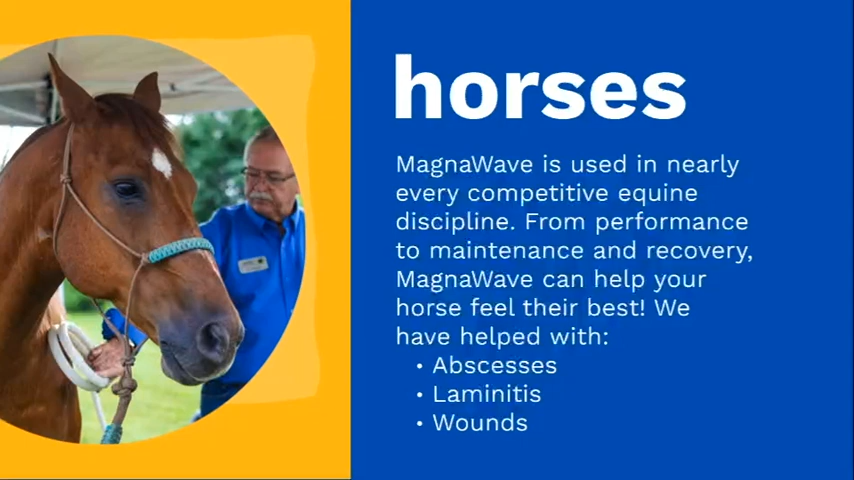 horses
MagnaWave is used in nearly
every competitive equine
discipline. From performance
to maintenance and recovery,
MagnaWave can help your
horse feel their best! We
have helped with:
• Abscesses
• Laminitis
• Wounds